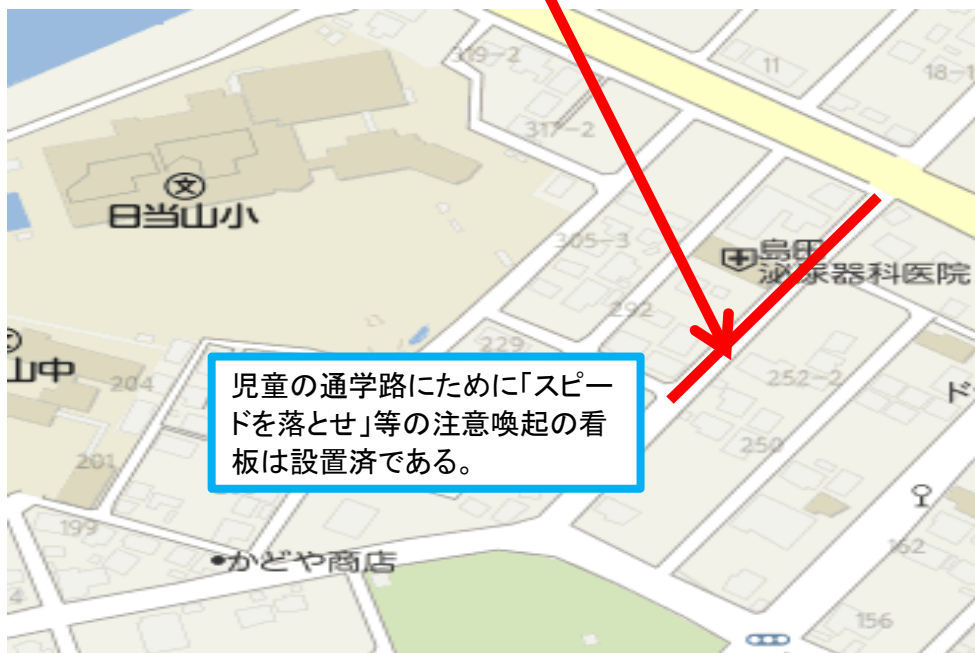 319-2
11
18-1
317-2
日当山小
305-3
島田
泌尿器科医院
292
229
山中
204
児童の通学路にために「スピー
ドを落とせ」等の注意喚起の看
板は設置済である。
252-2
ド
201
250
199
かどや商店
162
4
156